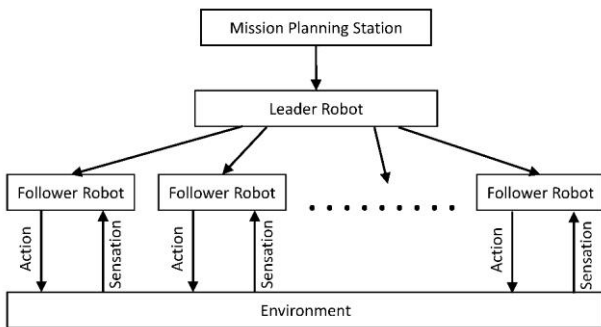 Mission Planning Station
Leader Robot
Follower Robot
Follower Robot
Follower Robot
Action
Sensation
Action
Sensation
Action
Sensation
Environment